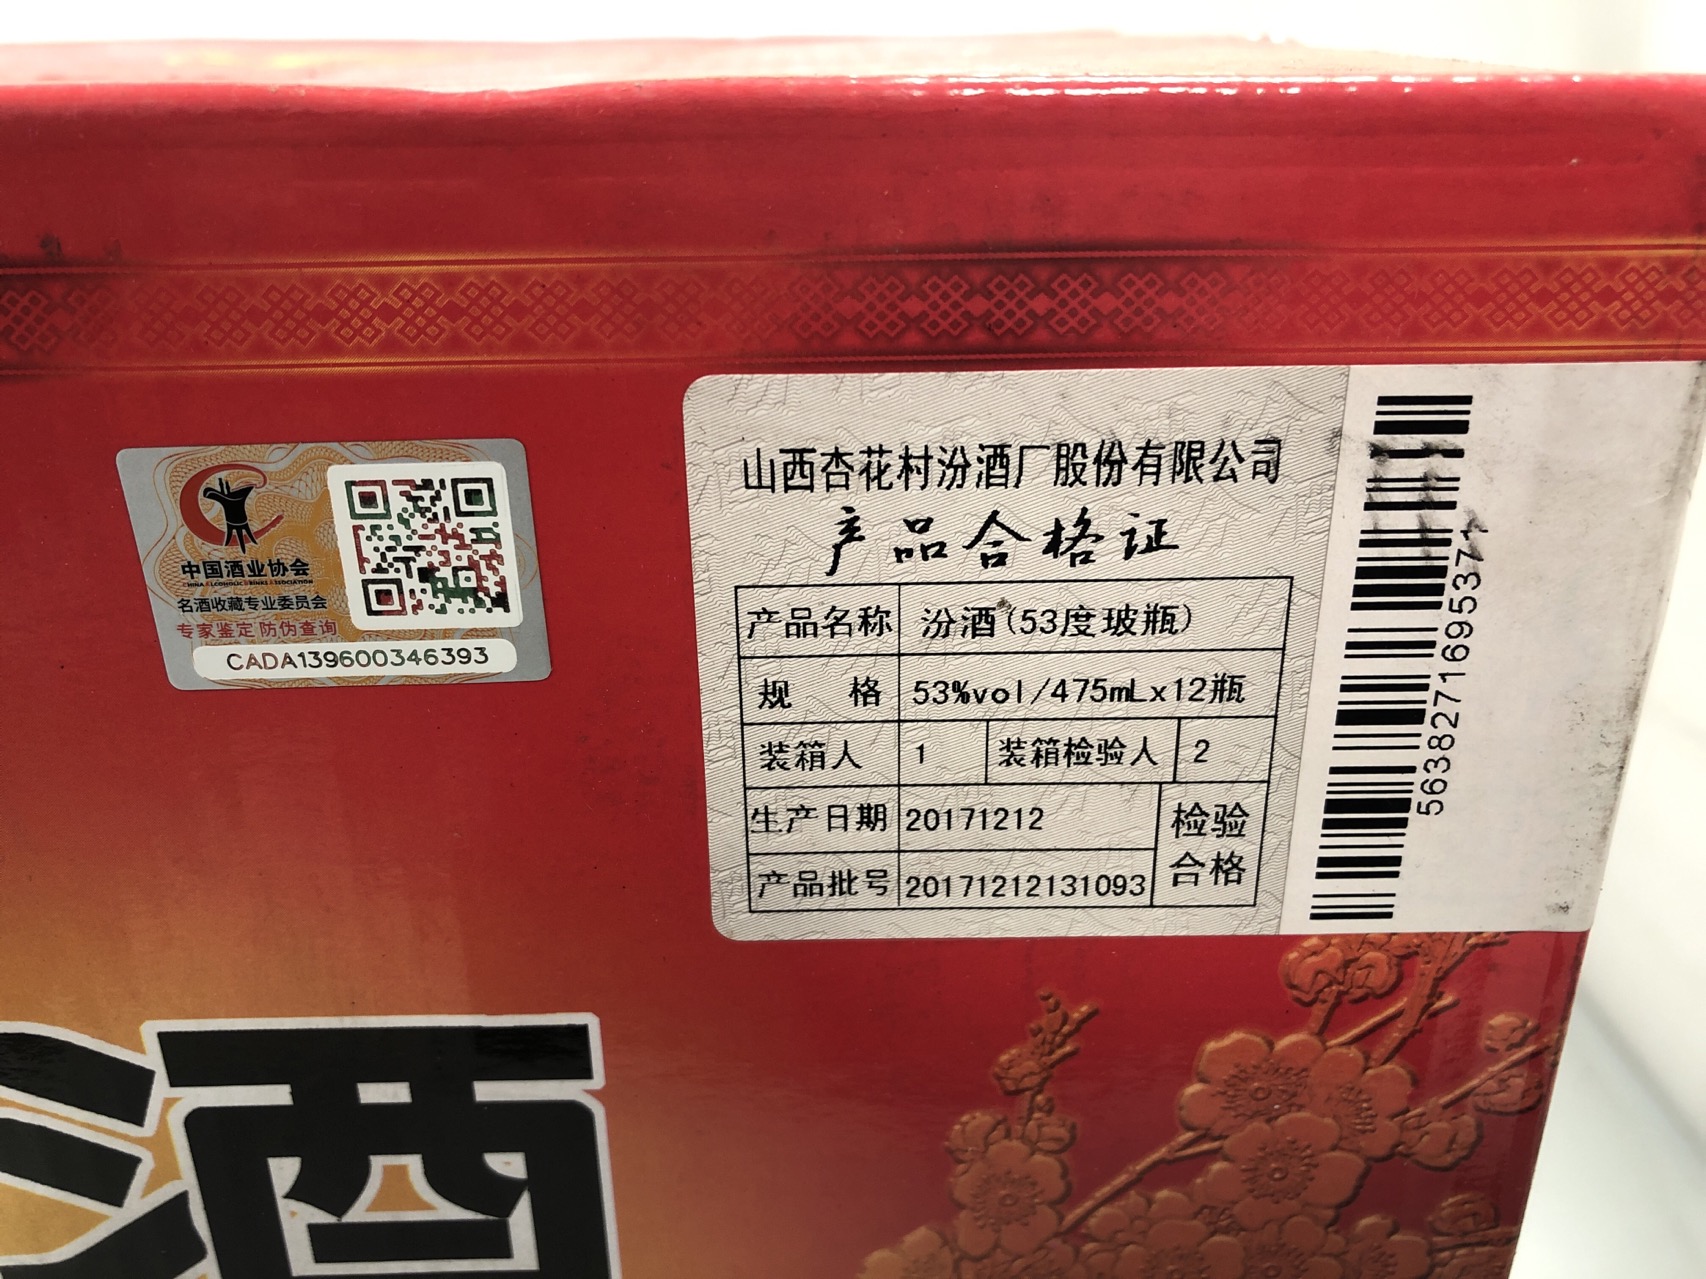 中国酒业协会
CHINA ALCOHOLIC DRINKS ASSOCIATION
名酒收藏专业委员会
专家鉴定 防伪查询
CADA139600346393
山西杏花村汾酒厂股份有限公司
产品合格证
产品名称 汾酒(53度玻瓶)
规 格 53%vol/475mLx12瓶
装箱人 1 装箱检验人 2
生产日期 20171212
检验合格
产品批号 20171212131093
酒